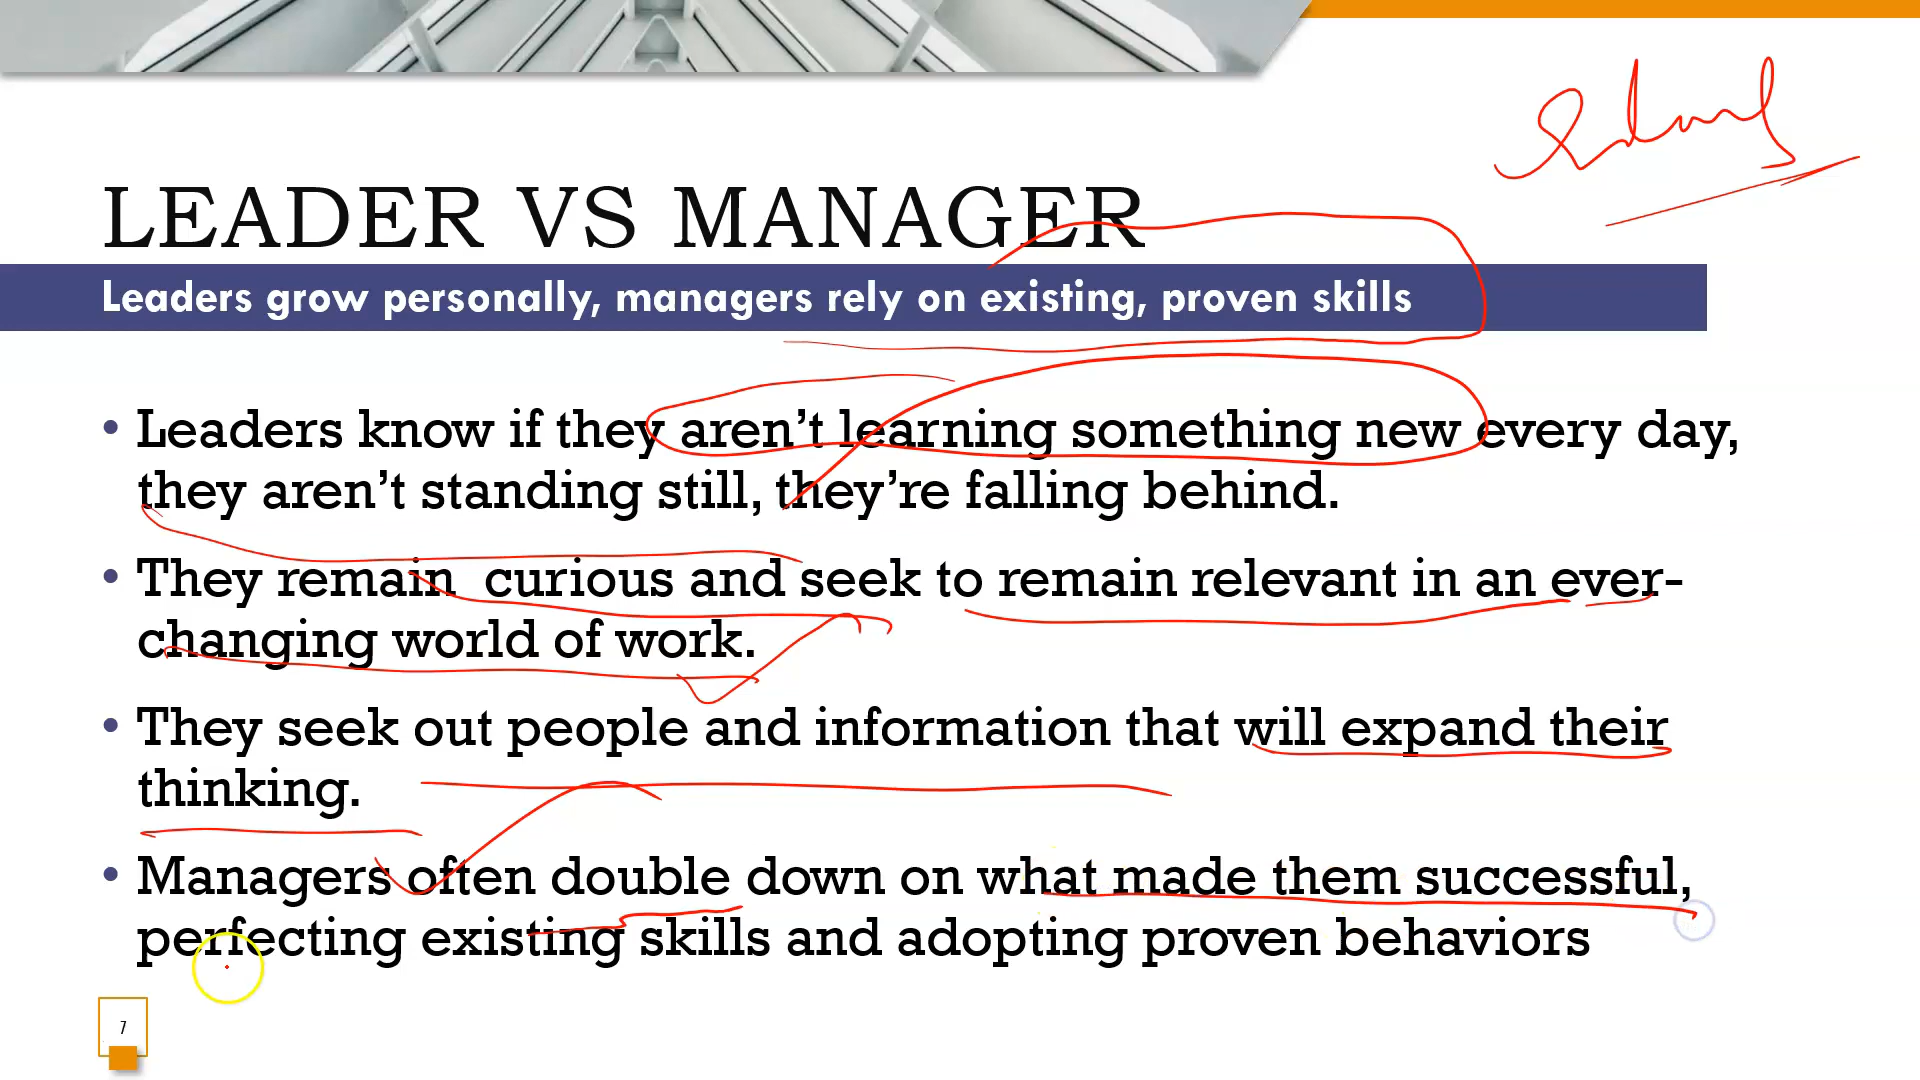 LEADER VS MANAGER
Leaders grow personally, managers rely on existing, proven skills
• Leaders know if they aren’t learning something new every day,
they aren’t standing still, they’re falling behind.
• They remain curious and seek to remain relevant in an ever-
changing world of work.
• They seek out people and information that will expand their
thinking.
• Managers often double down on what made them successful,
perfecting existing skills and adopting proven behaviors
7